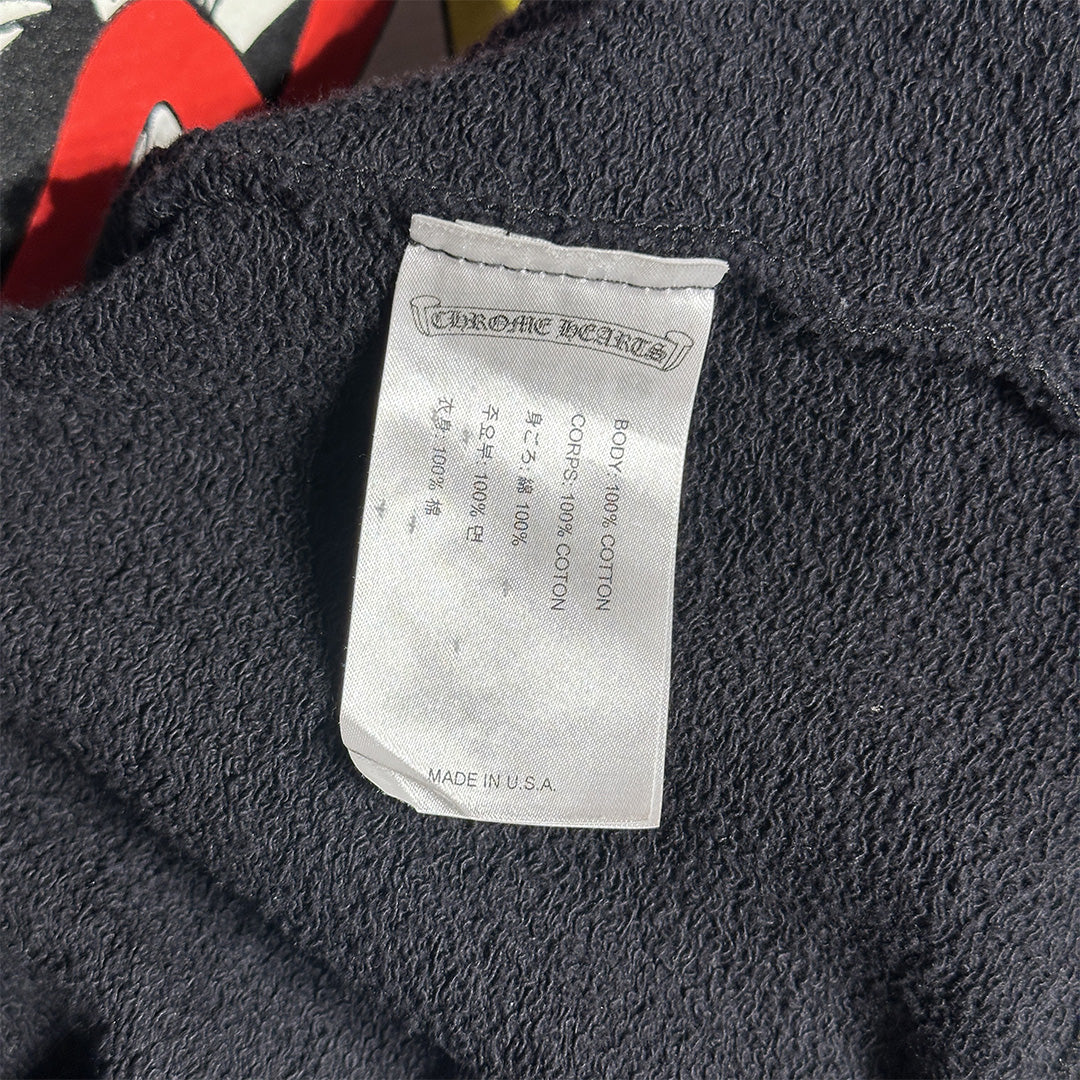 CHROME HEARTS
BODY: 100% COTTON
CORPS: 100% COTON
身ごろ: 綿 100%
주요부: 100% 면
衣身: 100% 棉
MADE IN U.S.A.